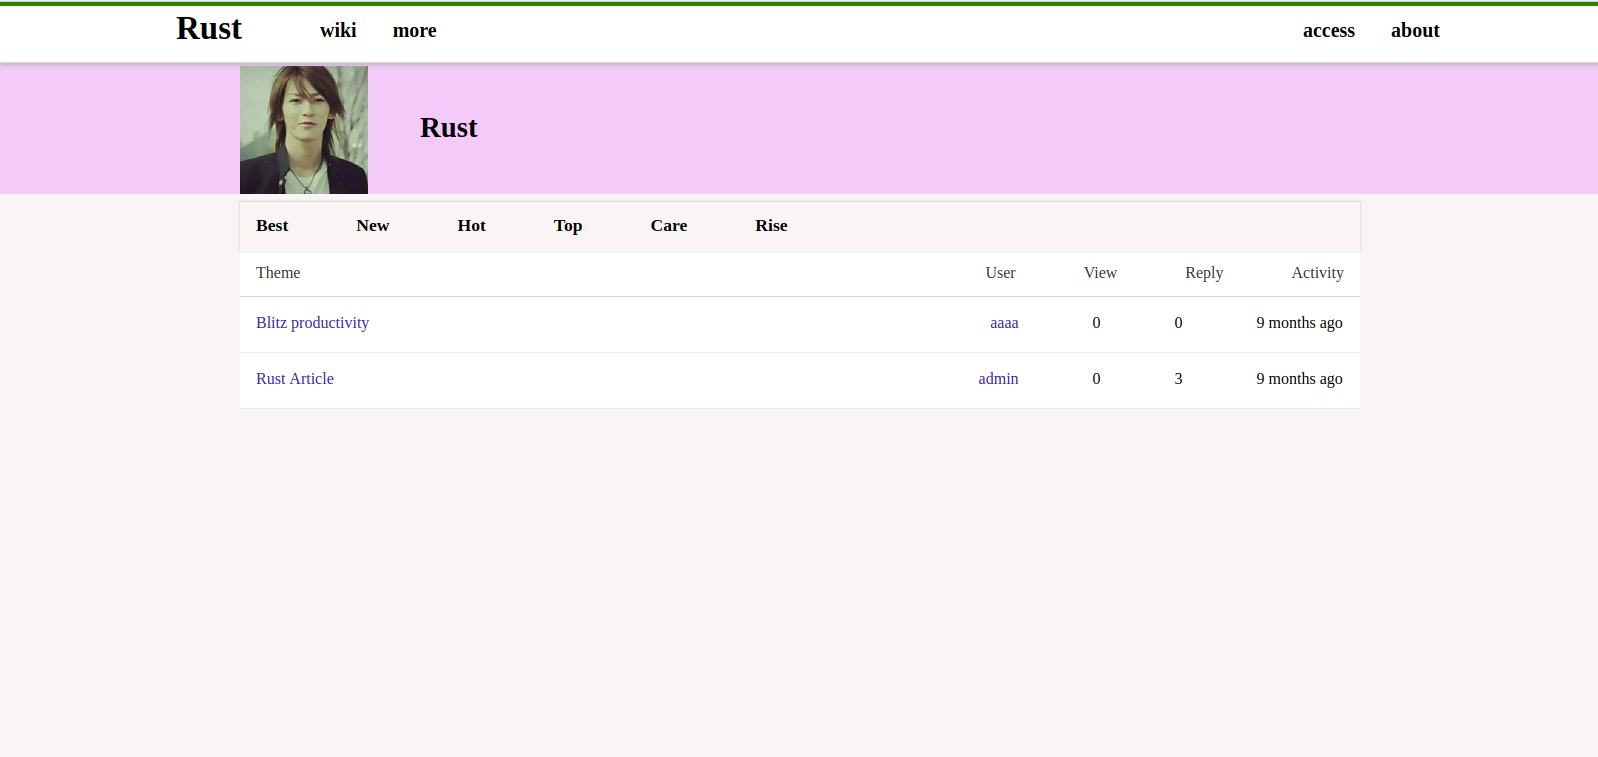 Rust wiki more access about
Rust
Best New Hot Top Care Rise
Theme User View Reply Activity
Blitz productivity aaaa 0 0 9 months ago
Rust Article admin 0 3 9 months ago